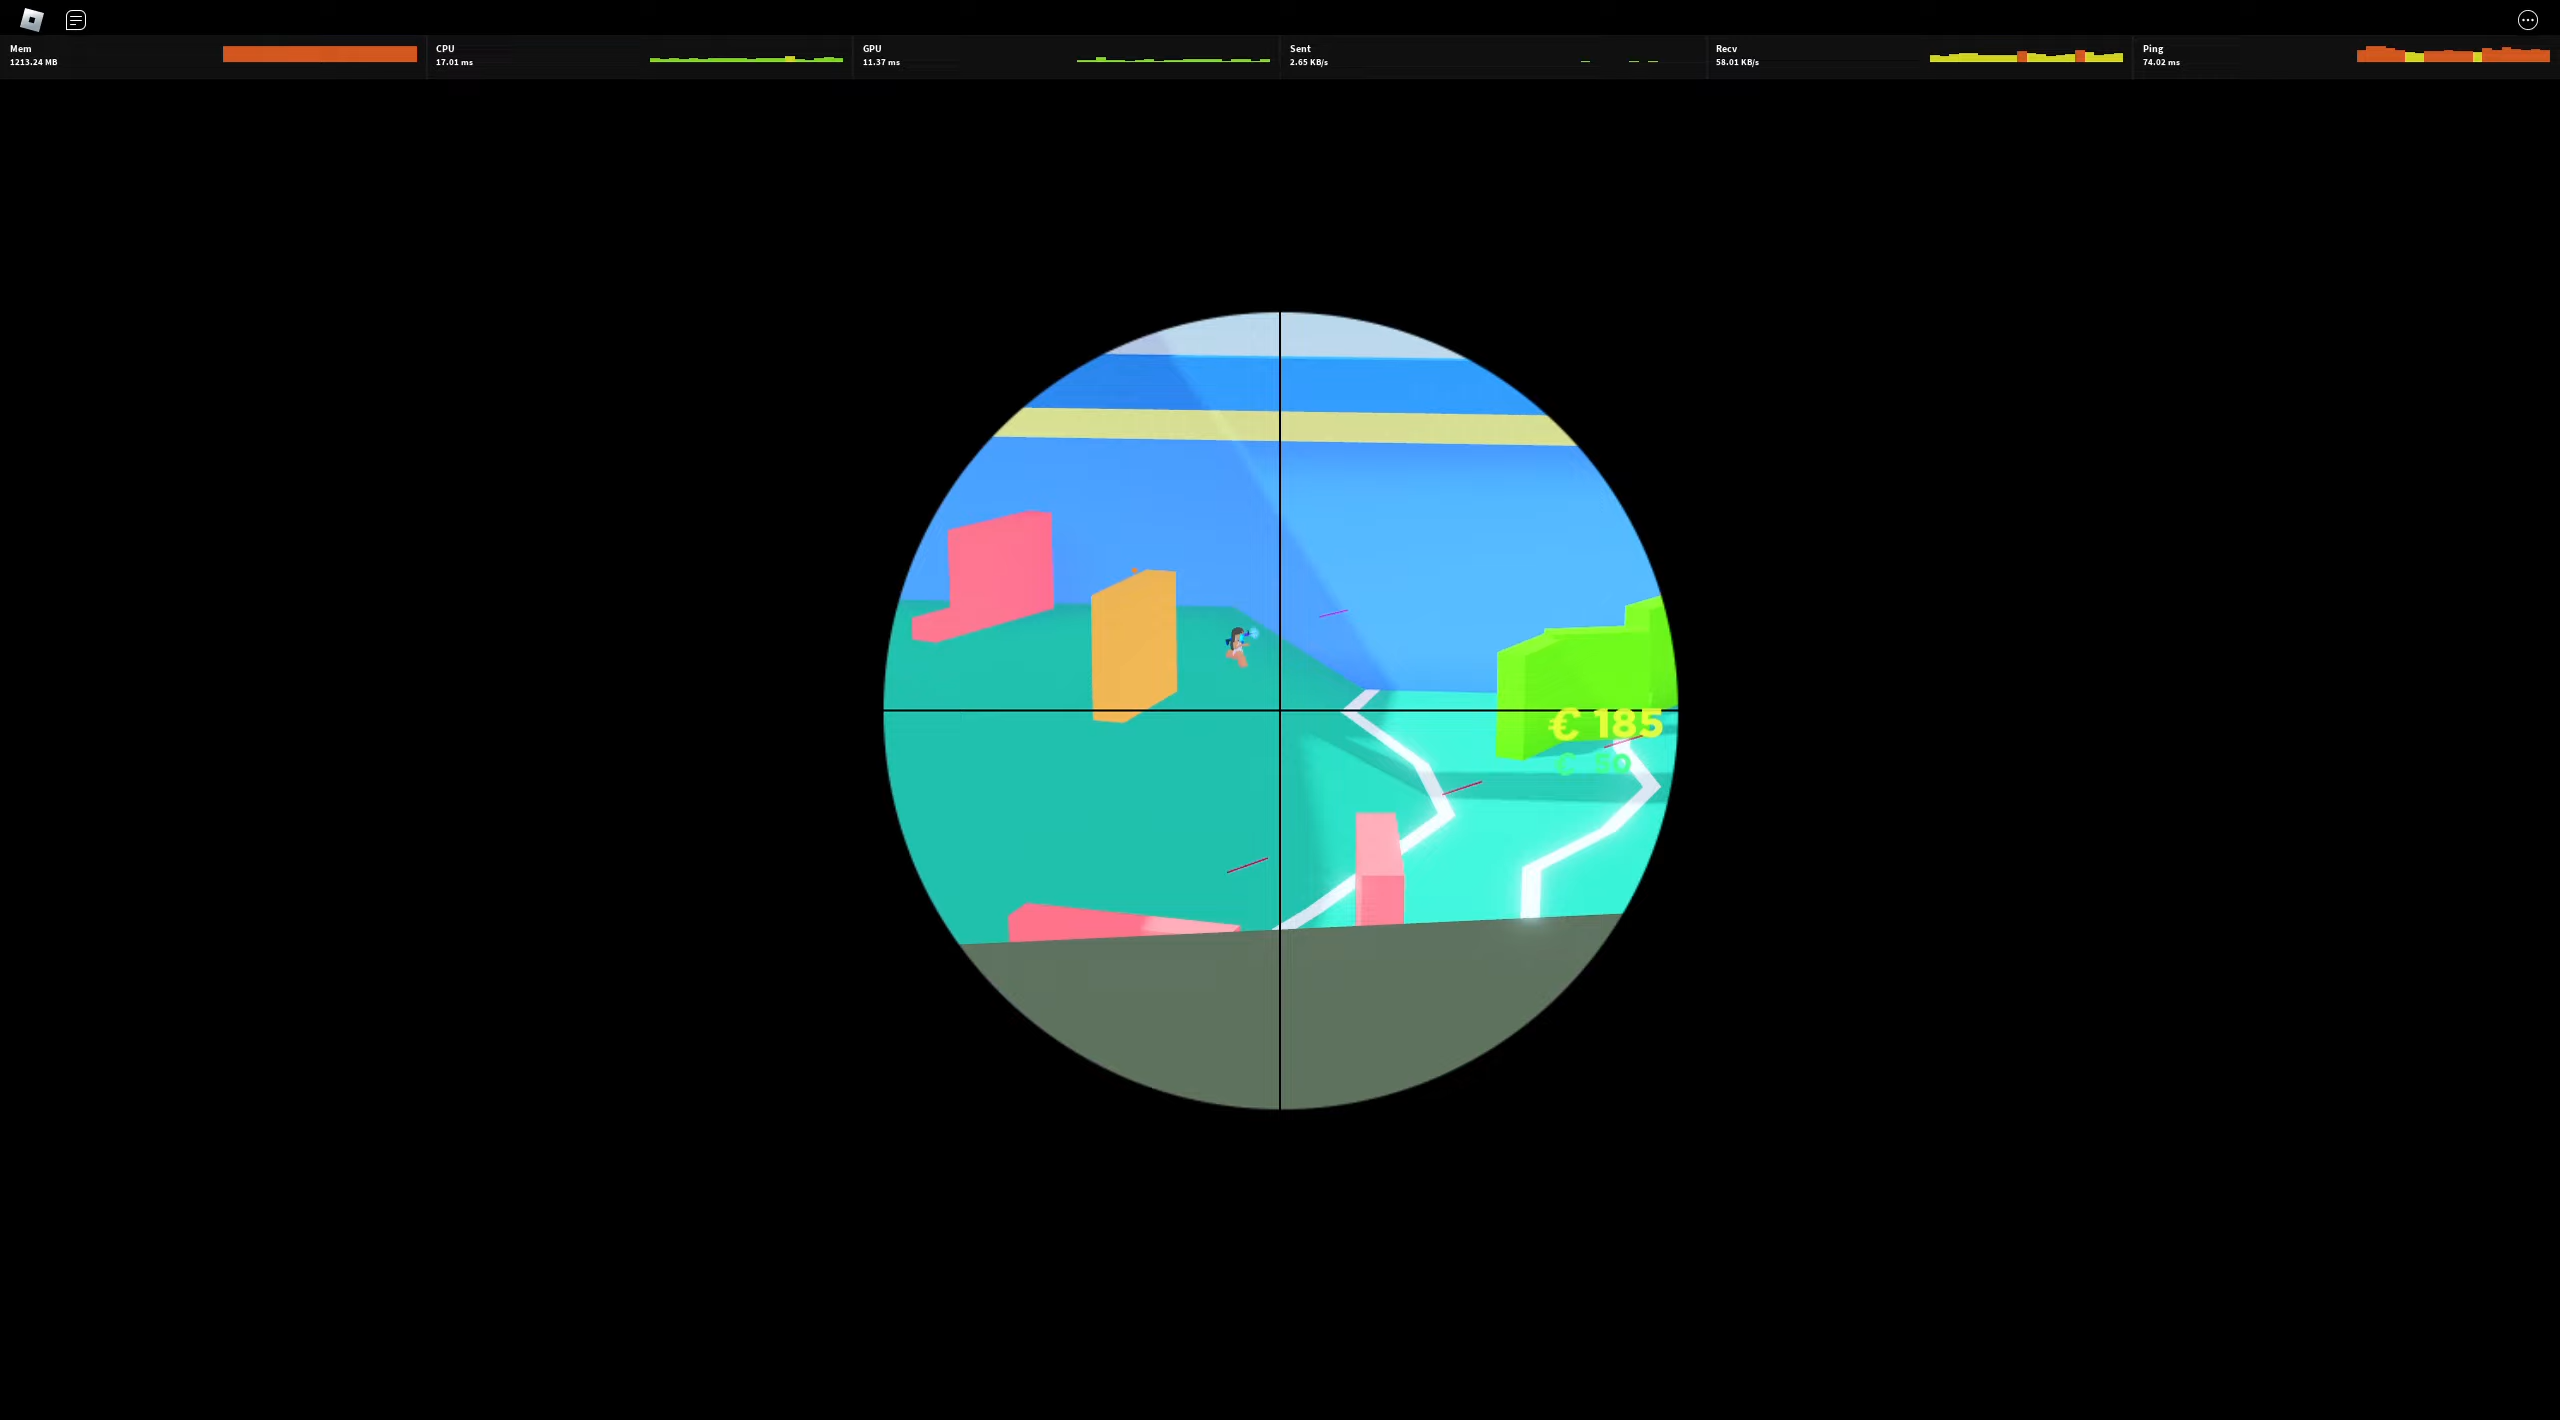 Mem
1213.24 MB
CPU
17.01 ms
GPU
11.37 ms
Sent
2.65 KB/s
Recv
58.01 KB/s
Ping
74.02 ms
€ 185
€ 50